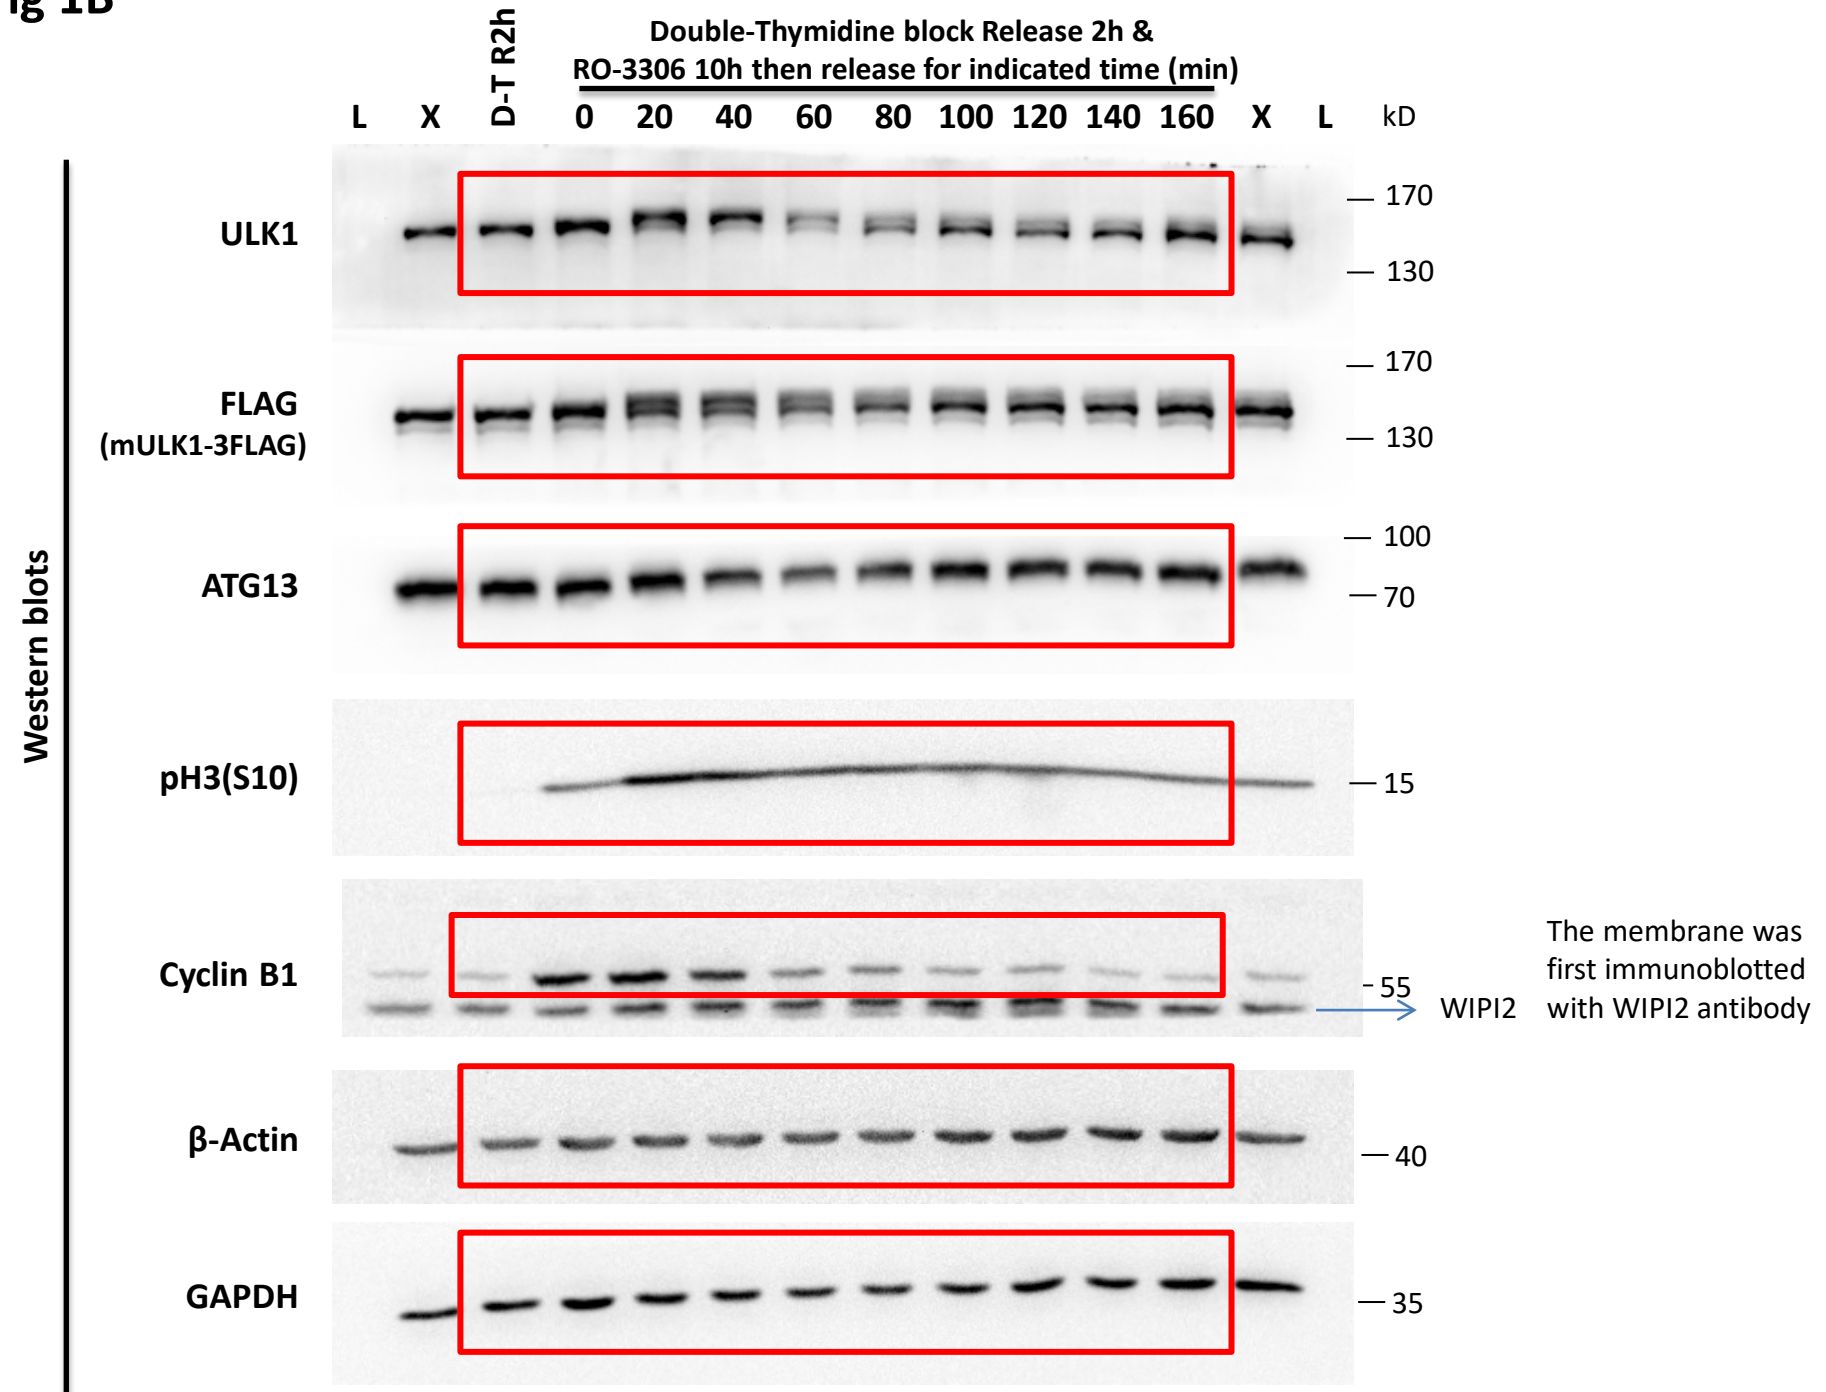 ig 1B
D-T R2h
Double-Thymidine block Release 2h &
RO-3306 10h then release for indicated time (min)
L X 0 20 40 60 80 100 120 140 160 X L kD
Western blots
ULK1
170
130
FLAG
(mULK1-3FLAG)
170
130
ATG13
100
70
pH3(S10)
15
Cyclin B1
55
WIPI2
The membrane was
first immunoblotted
with WIPI2 antibody
β-Actin
40
GAPDH
35